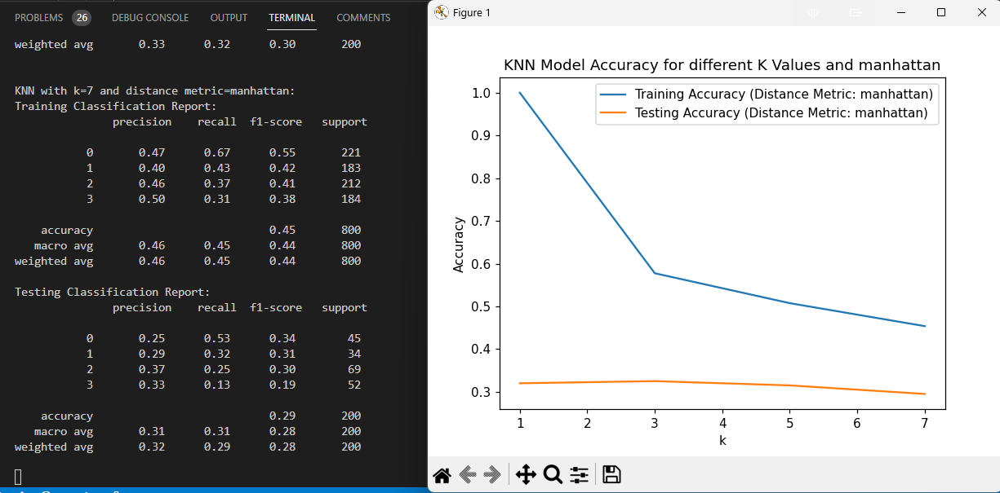 PROBLEMS 26 DEBUG CONSOLE OUTPUT TERMINAL COMMENTS
weighted avg 0.33 0.32 0.30 200
KNN with k=7 and distance metric=manhattan:
Training Classification Report:
precision recall f1-score support
0 0.47 0.67 0.55 221
1 0.40 0.43 0.42 183
2 0.46 0.37 0.41 212
3 0.50 0.31 0.38 184
accuracy 0.45 800
macro avg 0.46 0.45 0.44 800
weighted avg 0.46 0.45 0.44 800
Testing Classification Report:
precision recall f1-score support
0 0.25 0.53 0.34 45
1 0.29 0.32 0.31 34
2 0.37 0.25 0.30 69
3 0.33 0.13 0.19 52
accuracy 0.29 200
macro avg 0.31 0.31 0.28 200
weighted avg 0.32 0.29 0.28 200
Figure 1
KNN Model Accuracy for different K Values and manhattan
Training Accuracy (Distance Metric: manhattan)
Testing Accuracy (Distance Metric: manhattan)
Accuracy
1.0
0.9
0.8
0.7
0.6
0.5
0.4
0.3
1 2 3 4 5 6 7
k